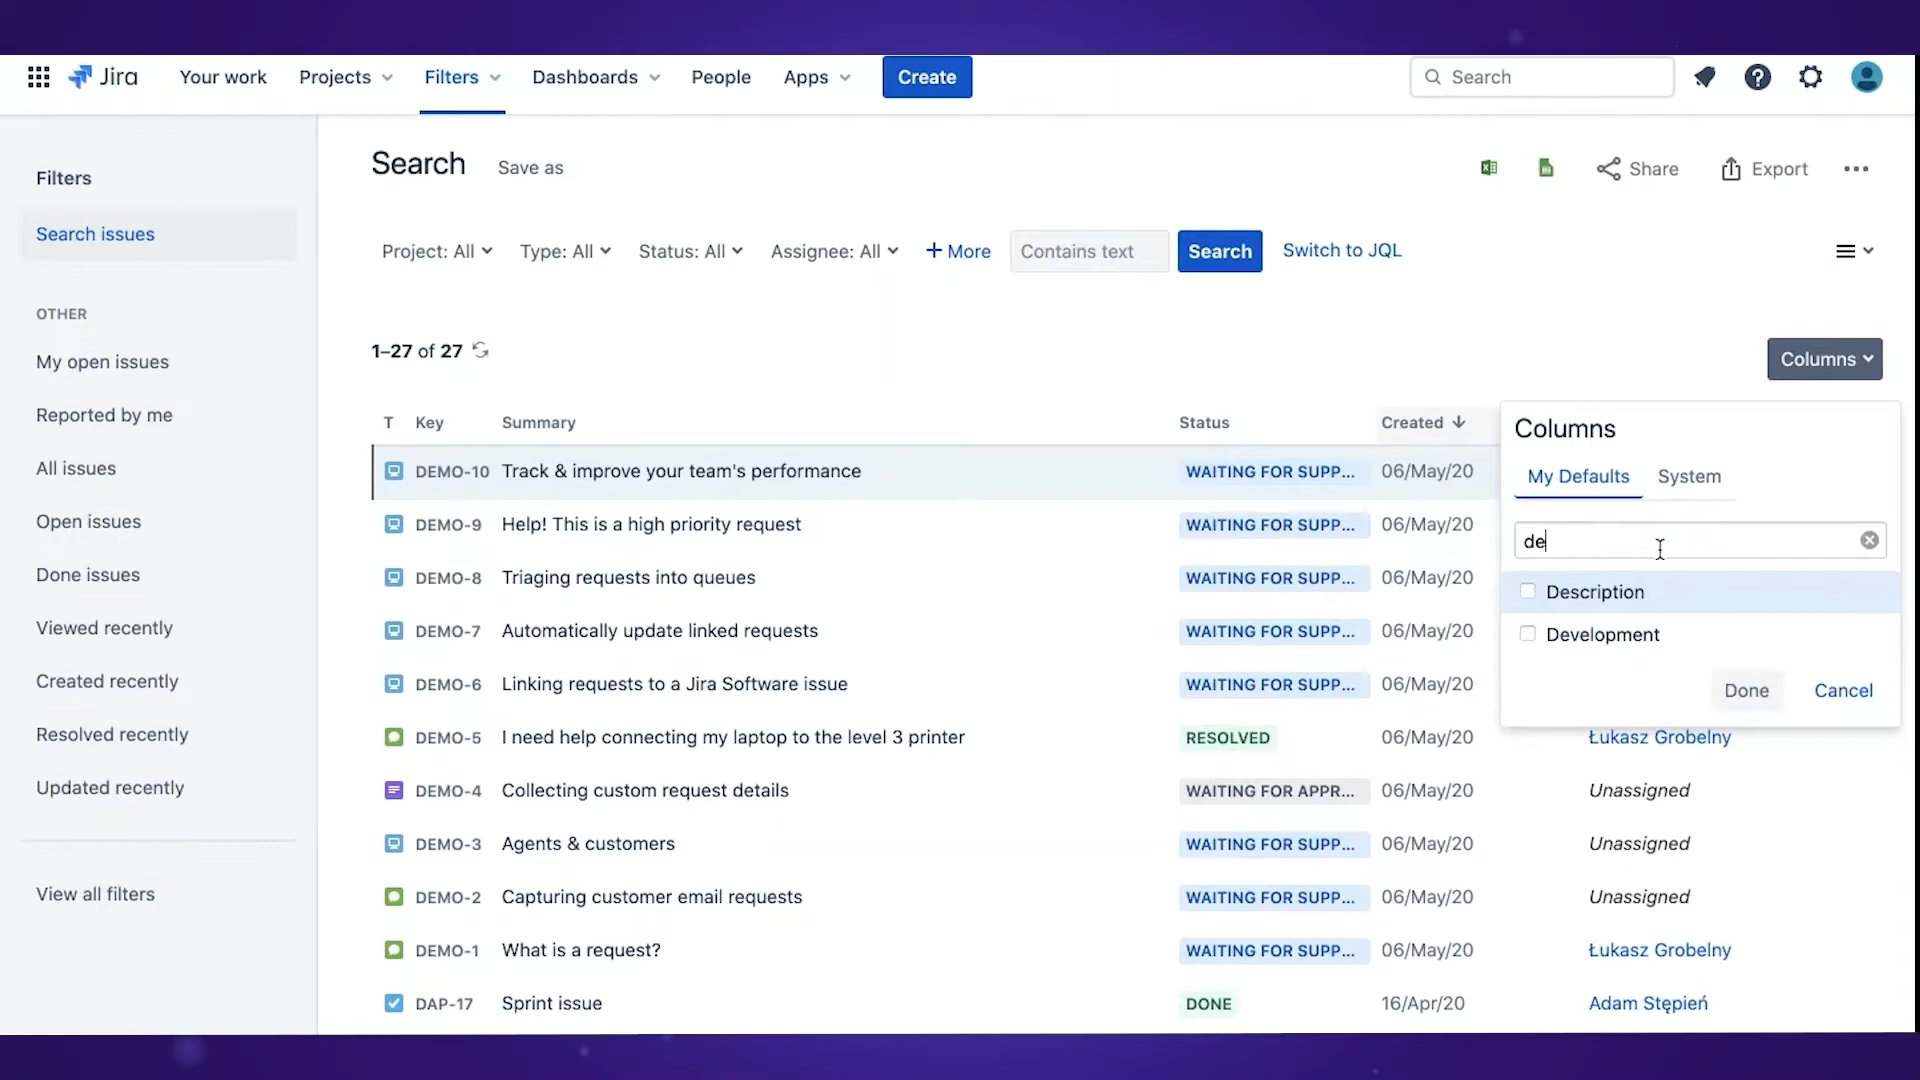 Jira Your work Projects Filters Dashboards People Apps Create Search
Filters
Search issues
OTHER
My open issues
Reported by me
All issues
Open issues
Done issues
Viewed recently
Created recently
Resolved recently
Updated recently
View all filters
Search Save as Share Export
Project: All Type: All Status: All Assignee: All + More Contains text Search Switch to JQL
1–27 of 27
Columns
T Key Summary Status Created
DEMO-10 Track & improve your team's performance WAITING FOR SUPP... 06/May/20
DEMO-9 Help! This is a high priority request WAITING FOR SUPP... 06/May/20
DEMO-8 Triaging requests into queues WAITING FOR SUPP... 06/May/20
DEMO-7 Automatically update linked requests WAITING FOR SUPP... 06/May/20
DEMO-6 Linking requests to a Jira Software issue WAITING FOR SUPP... 06/May/20
DEMO-5 I need help connecting my laptop to the level 3 printer RESOLVED 06/May/20 Łukasz Grobelny
DEMO-4 Collecting custom request details WAITING FOR APPR... 06/May/20 Unassigned
DEMO-3 Agents & customers WAITING FOR SUPP... 06/May/20 Unassigned
DEMO-2 Capturing customer email requests WAITING FOR SUPP... 06/May/20 Unassigned
DEMO-1 What is a request? WAITING FOR SUPP... 06/May/20 Łukasz Grobelny
DAP-17 Sprint issue DONE 16/Apr/20 Adam Stępień
Columns
My Defaults System
de
Description
Development
Done Cancel